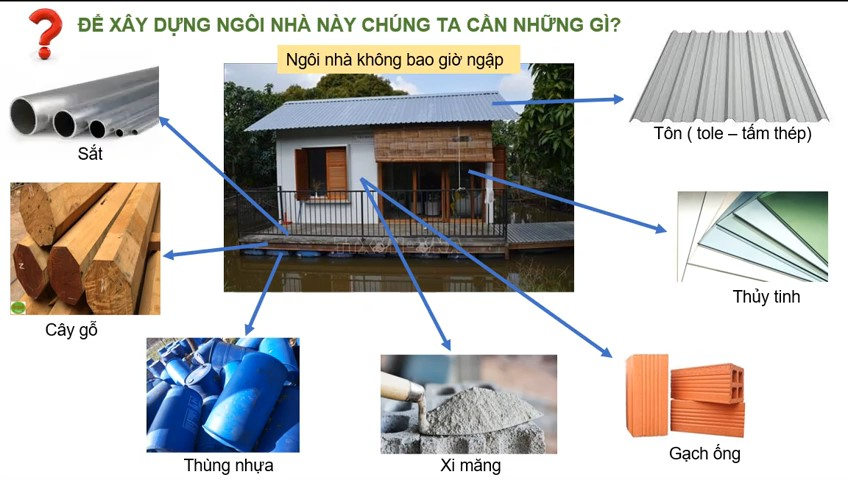 ĐỂ XÂY DỰNG NGÔI NHÀ NÀY CHÚNG TA CẦN NHỮNG GÌ?
Ngôi nhà không bao giờ ngập
Sắt
Tôn ( tole – tấm thép)
Cây gỗ
Thủy tinh
Thùng nhựa
Xi măng
Gạch ống